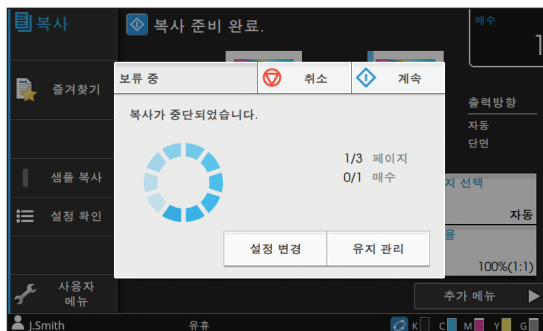 복사
복사 준비 완료.
매수
1
즐겨찾기
보류 중
취소
계속
복사가 중단되었습니다.
1/3 페이지
0/1 매수
출력방향
자동
단면
샘플 복사
지 선택
설정 확인
자동
설정 변경
유지 관리
율
100%(1:1)
사용자
메뉴
추가 메뉴
J.Smith
유휴
K C M Y G